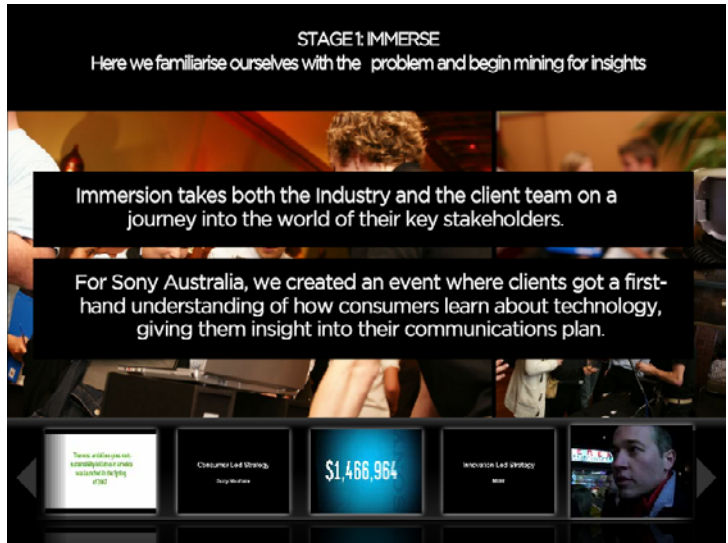 STAGE 1: IMMERSE
Here we familiarise ourselves with the problem and begin mining for insights
Immersion takes both the Industry and the client team on a
journey into the world of their key stakeholders.
For Sony Australia, we created an event where clients got a first-
hand understanding of how consumers learn about technology,
giving them insight into their communications plan.
Consumer Led Strategy
$1,466,964
Innovation Led Strategy